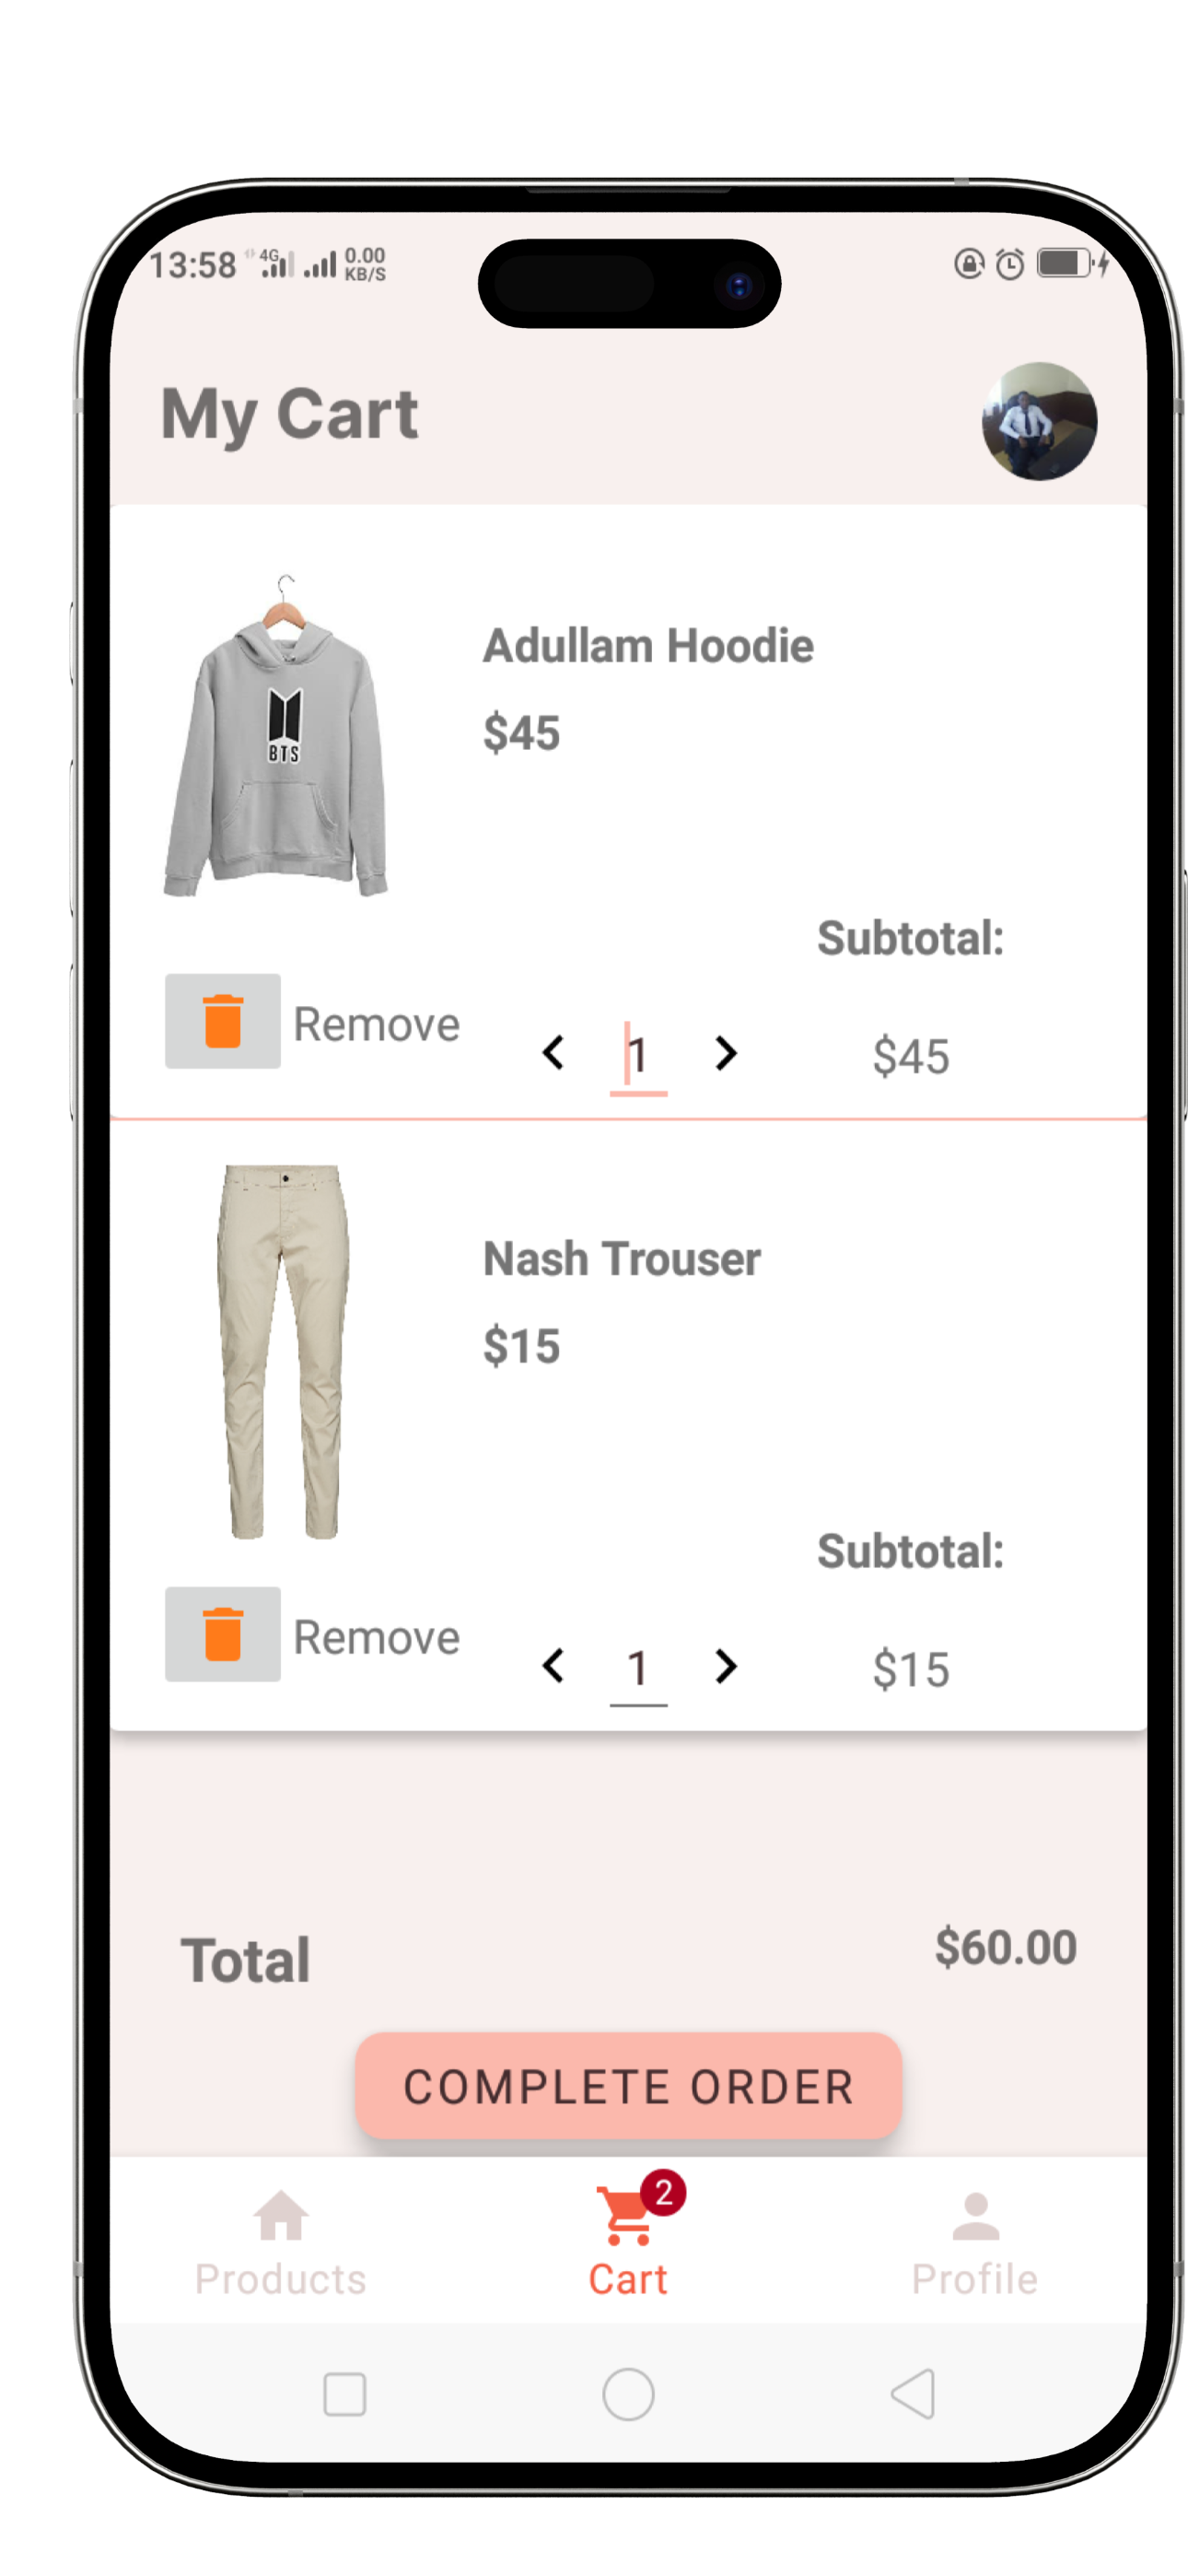 13:58 4G 0.00 KB/S
My Cart
BTS
Adullam Hoodie
$45
Subtotal:
Remove
1
$45
Nash Trouser
$15
Subtotal:
Remove
1
$15
Total
$60.00
COMPLETE ORDER
2
Products
Cart
Profile